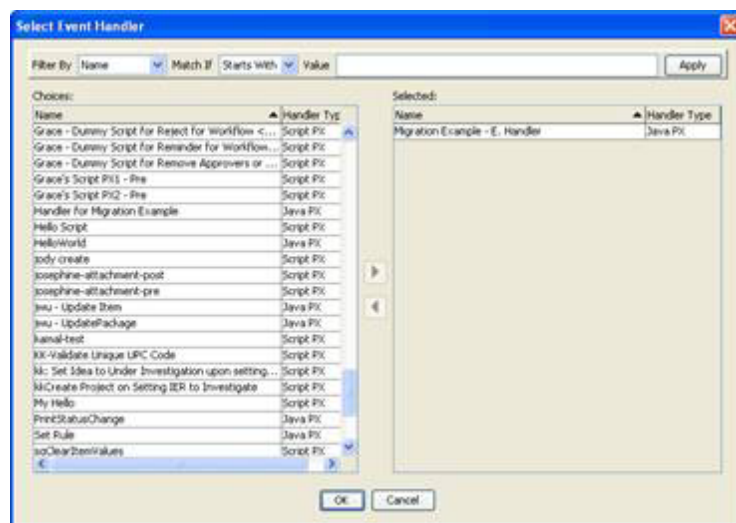 Select Event Handler
Filter By Name Match If Starts With Value Apply
Choices: Selected:
Name Handler Typ Name Handler Type
Grace - Dummy Script for Reject for Workflow <... Script PX Migration Example - E. Handler Java PX
Grace - Dummy Script for Reminder for Workflow... Script PX
Grace - Dummy Script for Remove Approvers or ... Script PX
Grace's Script PX1 - Pre Script PX
Grace's Script PX2 - Pre Script PX
Handler for Migration Example Java PX
Hello Script Script PX
HelloWorld Java PX
create Script PX
josephine-attachment-post Script PX
josephine-attachment-pre Script PX
- Update Item Java PX
- UpdatePackage Java PX
kamal-test Script PX
KK-Validate Unique UPC Code Script PX
kk: Set Idea to Under Investigation upon setting... Script PX
kkCreate Project on Setting IER to Investigate Script PX
My Hello Script PX
PrintStatusChange Java PX
Set Rule Java PX
Script PX
OK Cancel